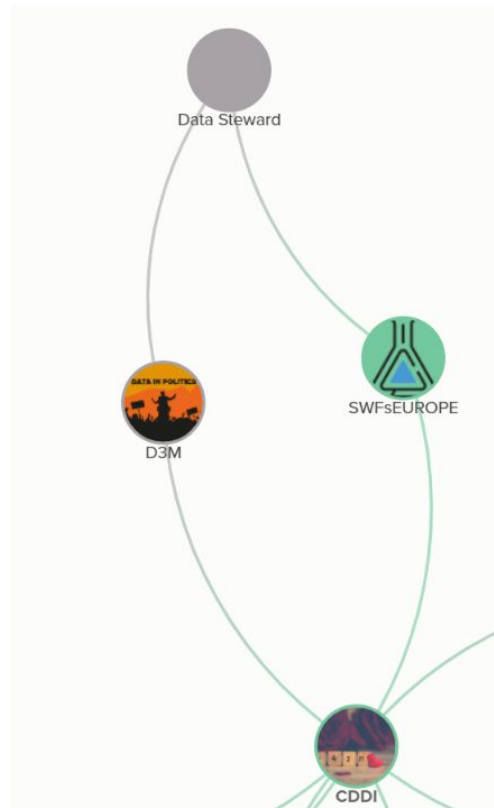 Data Steward
DATA IN POLITICS
SWFsEUROPE
D3M
CDDI